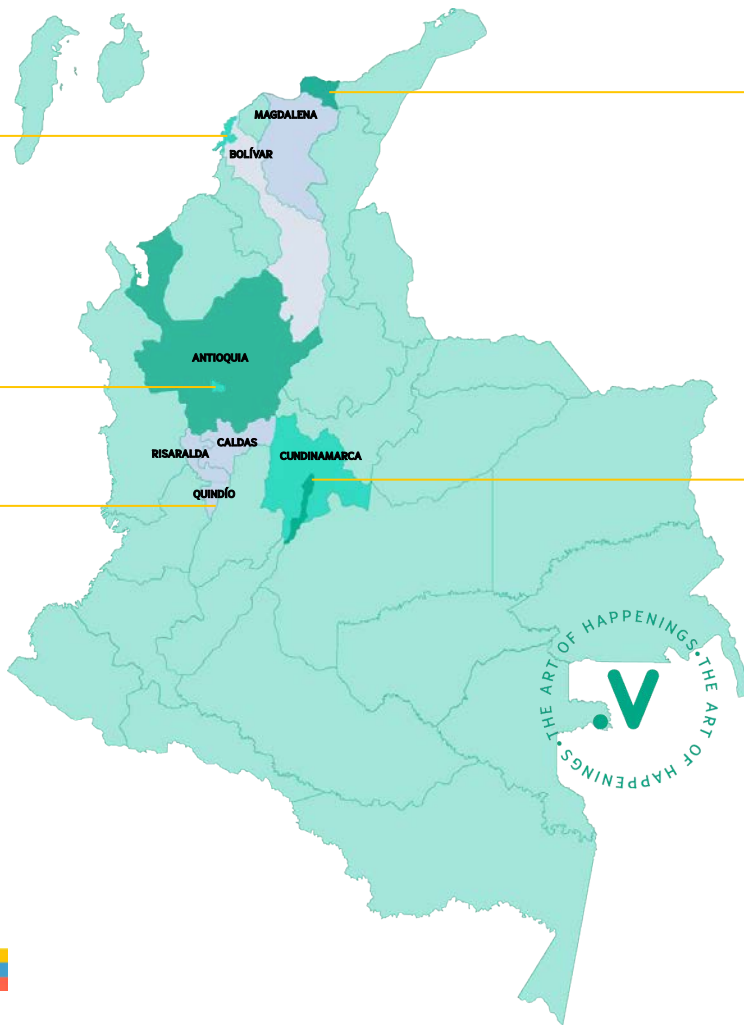 MAGDALENA
BOLÍVAR
ANTIOQUIA
CALDAS
RISARALDA
CUNDINAMARCA
QUINDÍO
THE ART OF HAPPENINGS•THE ART OF HAPPENINGS•
.V